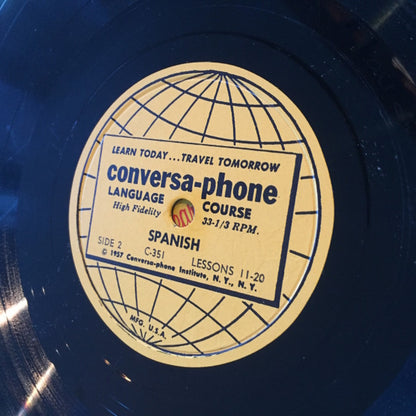 LEARN TODAY...TRAVEL TOMORROW
conversa-phone
LANGUAGE COURSE
High Fidelity 33-1/3 RPM.
SPANISH
SIDE 2 C-351 LESSONS 11-20
© 1957 Conversa-phone Institute, N. Y., N. Y.
MFG. U.S.A.